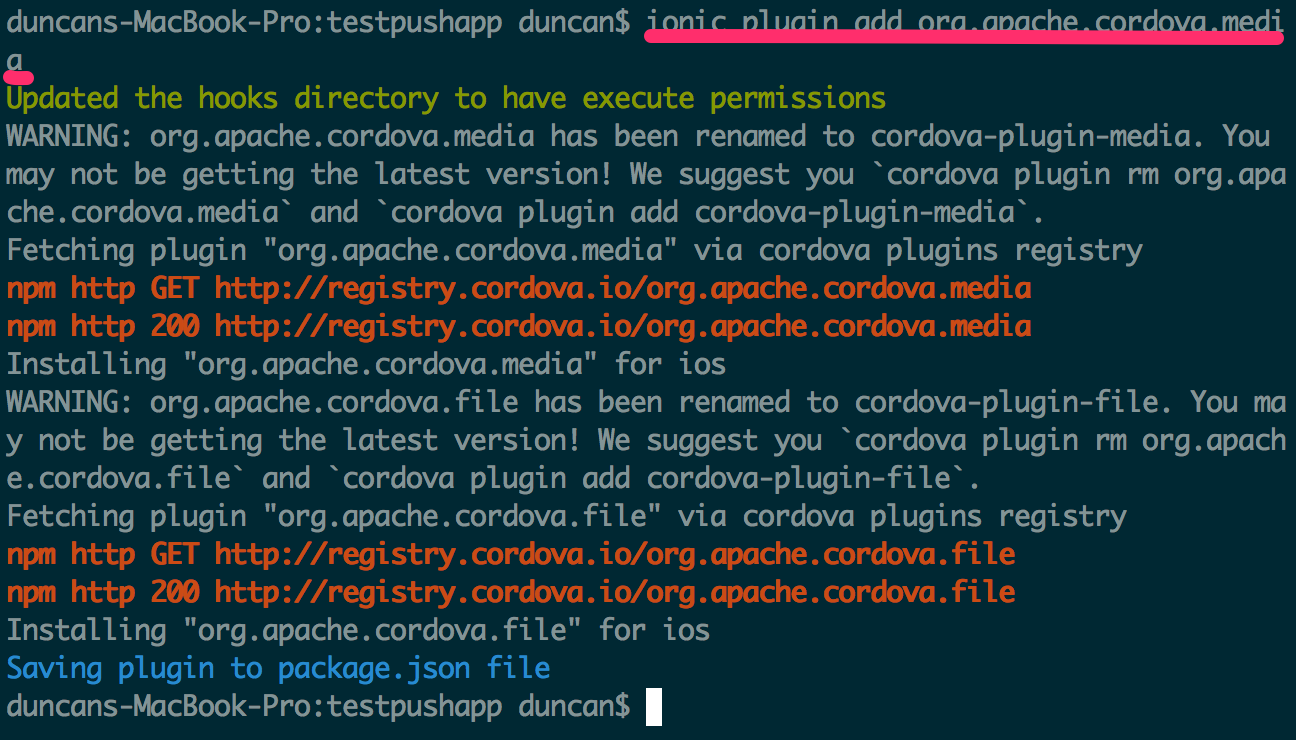 duncans-MacBook-Pro:testpushapp duncan$ ionic plugin add org.apache.cordova.medi
a
Updated the hooks directory to have execute permissions
WARNING: org.apache.cordova.media has been renamed to cordova-plugin-media. You
may not be getting the latest version! We suggest you `cordova plugin rm org.apa
che.cordova.media` and `cordova plugin add cordova-plugin-media`.
Fetching plugin "org.apache.cordova.media" via cordova plugins registry
npm http GET http://registry.cordova.io/org.apache.cordova.media
npm http 200 http://registry.cordova.io/org.apache.cordova.media
Installing "org.apache.cordova.media" for ios
WARNING: org.apache.cordova.file has been renamed to cordova-plugin-file. You ma
y not be getting the latest version! We suggest you `cordova plugin rm org.apach
e.cordova.file` and `cordova plugin add cordova-plugin-file`.
Fetching plugin "org.apache.cordova.file" via cordova plugins registry
npm http GET http://registry.cordova.io/org.apache.cordova.file
npm http 200 http://registry.cordova.io/org.apache.cordova.file
Installing "org.apache.cordova.file" for ios
Saving plugin to package.json file
duncans-MacBook-Pro:testpushapp duncan$